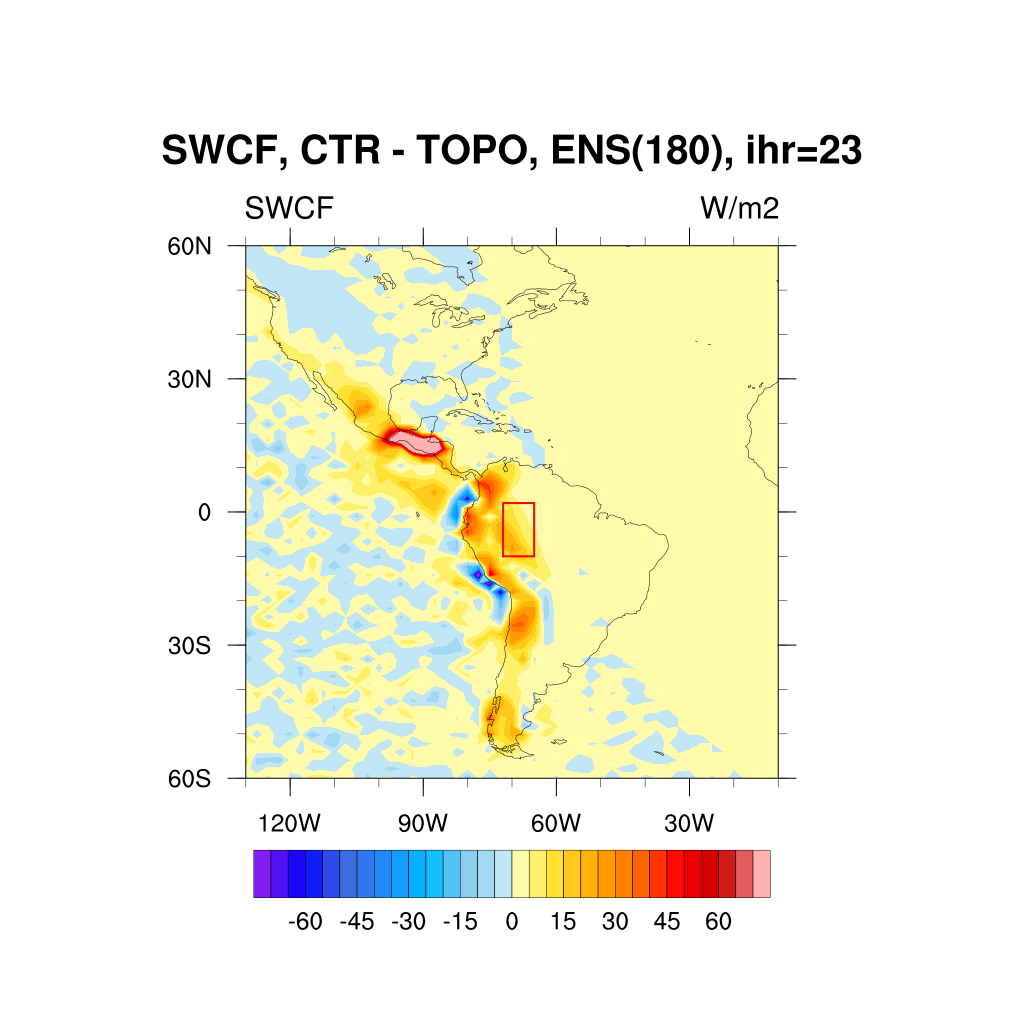 SWCF, CTR - TOPO, ENS(180), ihr=23
SWCF W/m2
60N
30N
0
30S
60S
120W 90W 60W 30W
-60 -45 -30 -15 0 15 30 45 60